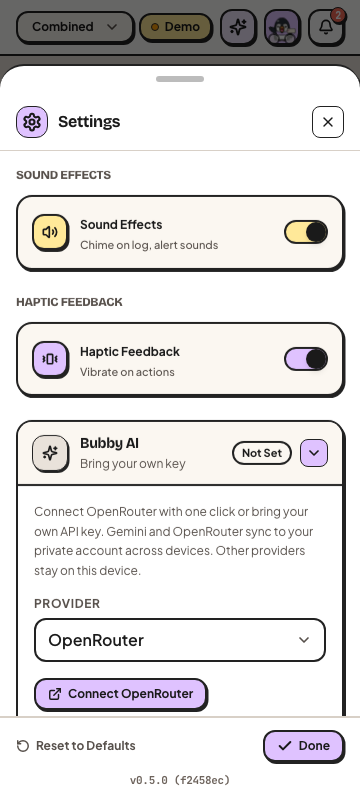 Combined
Demo
2
Settings
SOUND EFFECTS
Sound Effects
Chime on log, alert sounds
HAPTIC FEEDBACK
Haptic Feedback
Vibrate on actions
Bubby AI
Bring your own key
Not Set
Connect OpenRouter with one click or bring your
own API key. Gemini and OpenRouter sync to your
private account across devices. Other providers
stay on this device.
PROVIDER
OpenRouter
Connect OpenRouter
Reset to Defaults
Done
v0.5.0 (f2458ec)